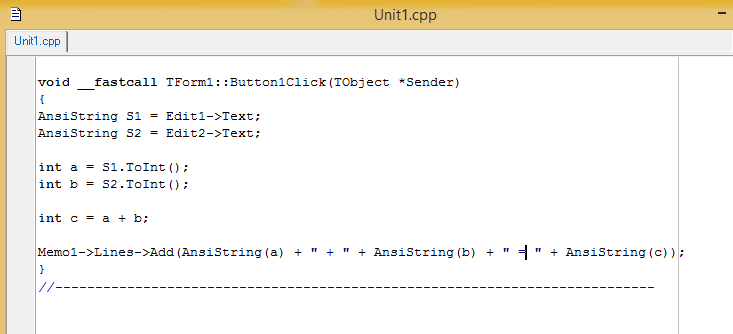 Unit1.cpp
Unit1.cpp
void __fastcall TForm1::Button1Click(TObject *Sender)
{
AnsiString S1 = Edit1->Text;
AnsiString S2 = Edit2->Text;
int a = S1.ToInt();
int b = S2.ToInt();
int c = a + b;
Memo1->Lines->Add(AnsiString(a) + " + " + AnsiString(b) + " = " + AnsiString(c));
}
//---------------------------------------------------------------------------